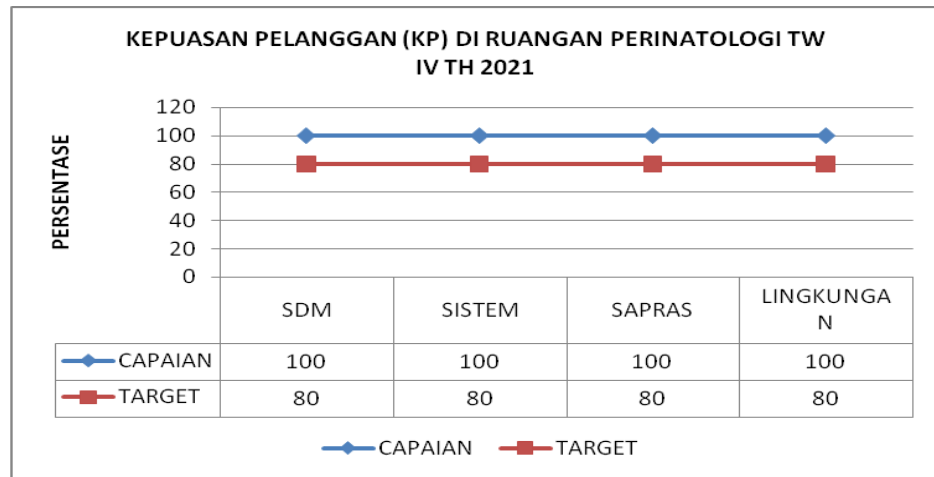 KEPUASAN PELANGGAN (KP) DI RUANGAN PERINATOLOGI TW
IV TH 2021
PERSENTASE
120
100
80
60
40
20
0
SDM SISTEM SAPRAS LINGKUNGA
N
CAPAIAN 100 100 100 100
TARGET 80 80 80 80
CAPAIAN TARGET